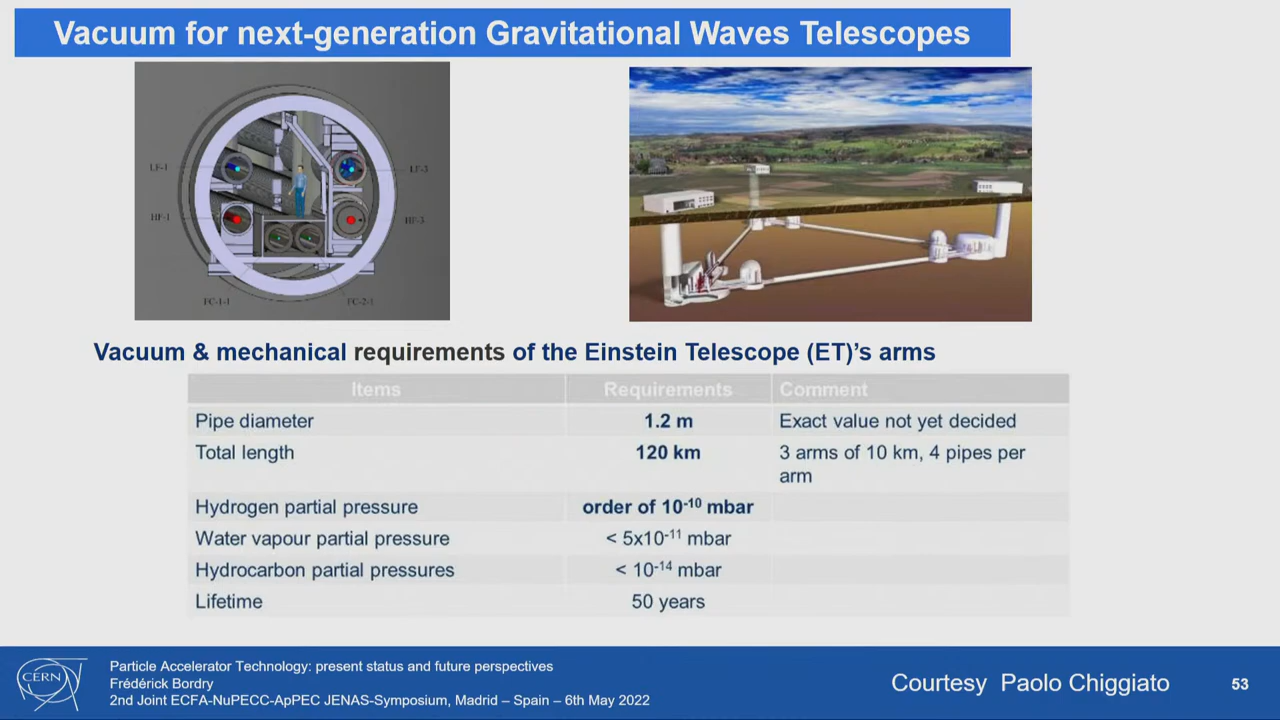 Vacuum for next-generation Gravitational Waves Telescopes
LF-1
LF-3
HF-1
HF-3
FC-1-1
FC-2-1
Vacuum & mechanical requirements of the Einstein Telescope (ET)’s arms
Items Requirements Comment
Pipe diameter 1.2 m Exact value not yet decided
Total length 120 km 3 arms of 10 km, 4 pipes per
arm
Hydrogen partial pressure order of 10⁻¹⁰ mbar
Water vapour partial pressure < 5x10⁻¹¹ mbar
Hydrocarbon partial pressures < 10⁻¹⁴ mbar
Lifetime 50 years
CERN
Particle Accelerator Technology: present status and future perspectives
Frédérick Bordry
2nd Joint ECFA-NuPECC-ApPEC JENAS-Symposium, Madrid – Spain – 6th May 2022
Courtesy Paolo Chiggiato
53